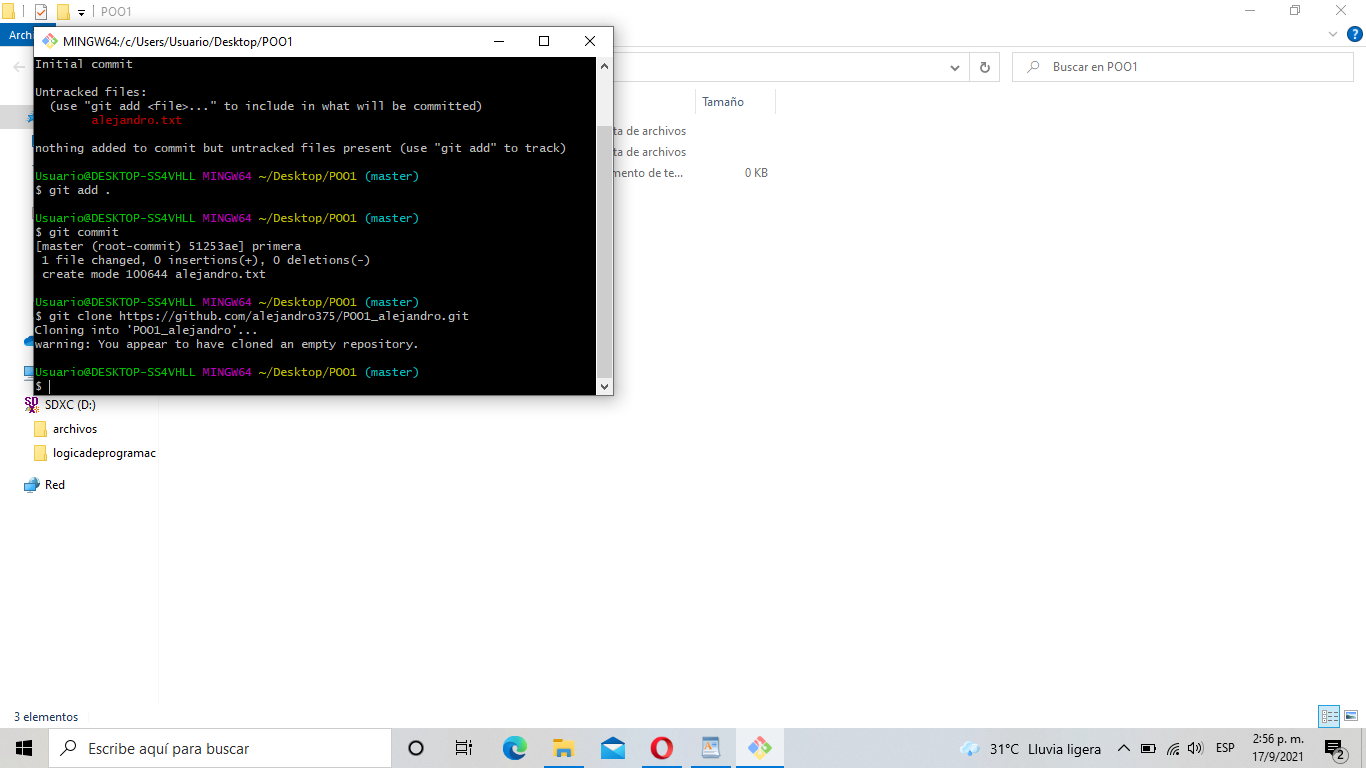 POO1
MINGW64:/c/Users/Usuario/Desktop/POO1
Initial commit
Untracked files:
(use "git add <file>..." to include in what will be committed)
alejandro.txt
nothing added to commit but untracked files present (use "git add" to track)
Usuario@DESKTOP-SS4VHLL MINGW64 ~/Desktop/POO1 (master)
$ git add .
Usuario@DESKTOP-SS4VHLL MINGW64 ~/Desktop/POO1 (master)
$ git commit
[master (root-commit) 51253ae] primera
1 file changed, 0 insertions(+), 0 deletions(-)
create mode 100644 alejandro.txt
Usuario@DESKTOP-SS4VHLL MINGW64 ~/Desktop/POO1 (master)
$ git clone https://github.com/alejandro375/POO1_alejandro.git
Cloning into 'POO1_alejandro'...
warning: You appear to have cloned an empty repository.
Usuario@DESKTOP-SS4VHLL MINGW64 ~/Desktop/POO1 (master)
$
Buscar en POO1
Tamaño
ta de archivos
ta de archivos
mento de te... 0 KB
SDXC (D:)
archivos
logicadeprogramac
Red
3 elementos
Escribe aquí para buscar
31°C Lluvia ligera
ESP
2:56 p. m.
17/9/2021
2